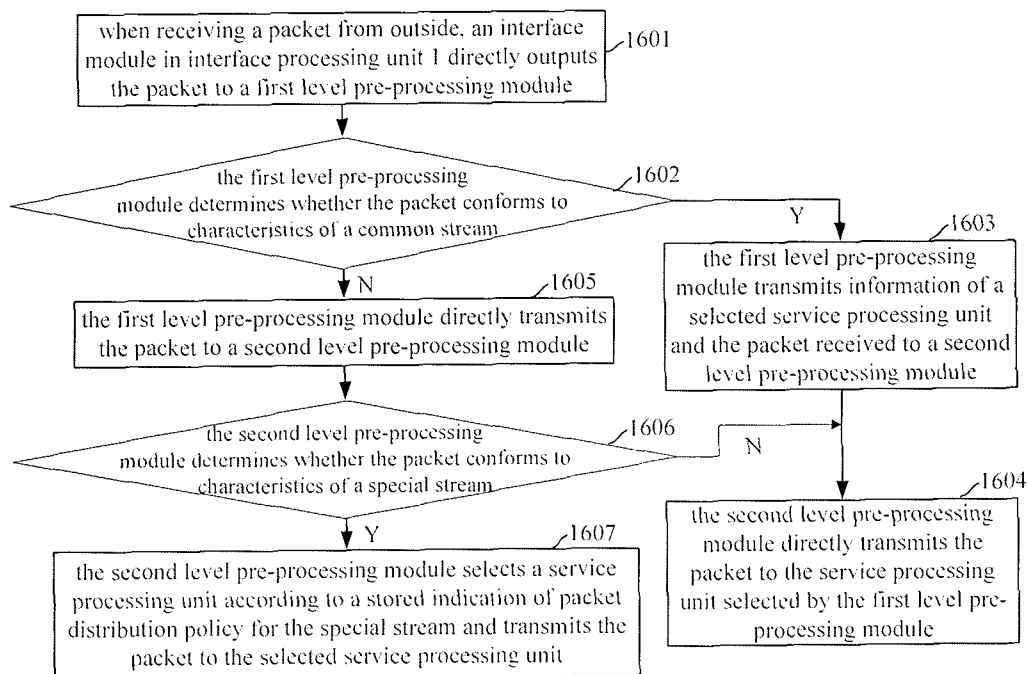 when receiving a packet from outside, an interface
module in interface processing unit 1 directly outputs
the packet to a first level pre-processing module
1601
the first level pre-processing
module determines whether the packet conforms to
characteristics of a common stream
1602
Y
N
1603
the first level pre-processing
module transmits information of a
selected service processing unit
and the packet received to a second
level pre-processing module
1605
the first level pre-processing module directly transmits
the packet to a second level pre-processing module
the second level pre-processing
module determines whether the packet conforms to
characteristics of a special stream
1606
N
Y
1604
the second level pre-processing
module directly transmits the
packet to the service processing
unit selected by the first level pre-
processing module
1607
the second level pre-processing module selects a service
processing unit according to a stored indication of packet
distribution policy for the special stream and transmits the
packet to the selected service processing unit